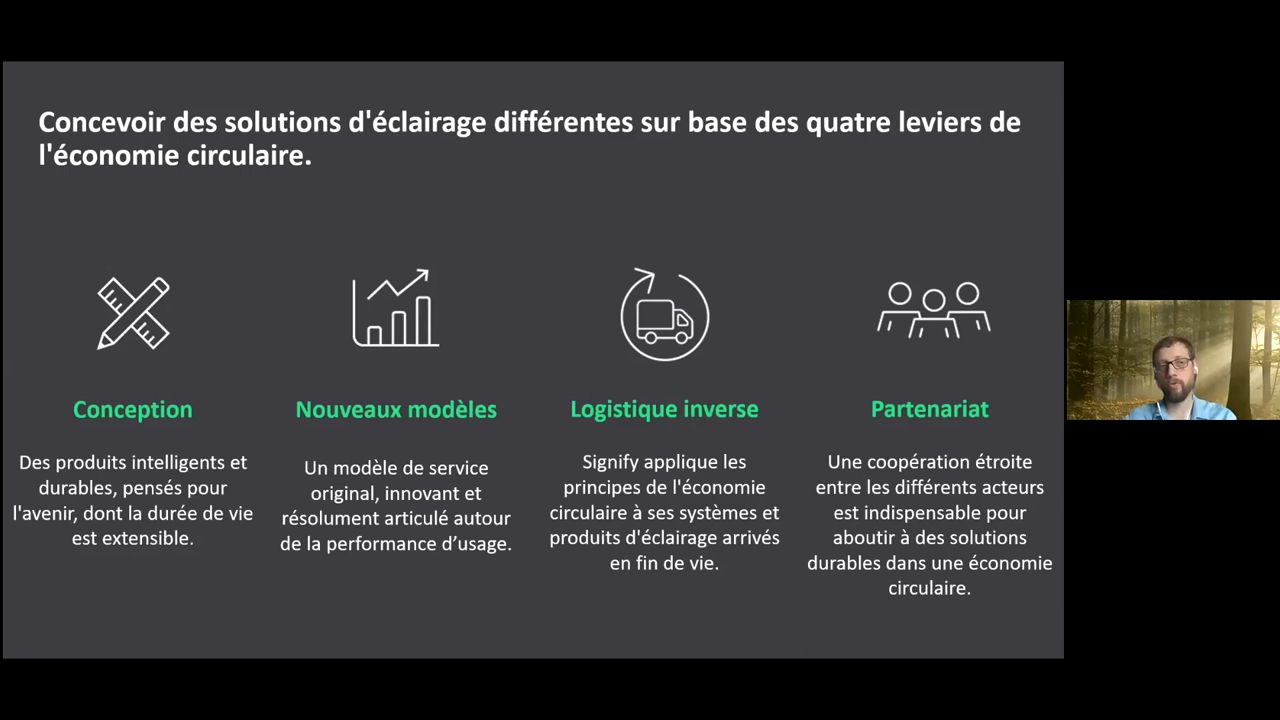 Concevoir des solutions d'éclairage différentes sur base des quatre leviers de
l'économie circulaire.
Conception
Des produits intelligents et
durables, pensés pour
l'avenir, dont la durée de vie
est extensible.
Nouveaux modèles
Un modèle de service
original, innovant et
résolument articulé autour
de la performance d’usage.
Logistique inverse
Signify applique les
principes de l'économie
circulaire à ses systèmes et
produits d'éclairage arrivés
en fin de vie.
Partenariat
Une coopération étroite
entre les différents acteurs
est indispensable pour
aboutir à des solutions
durables dans une économie
circulaire.